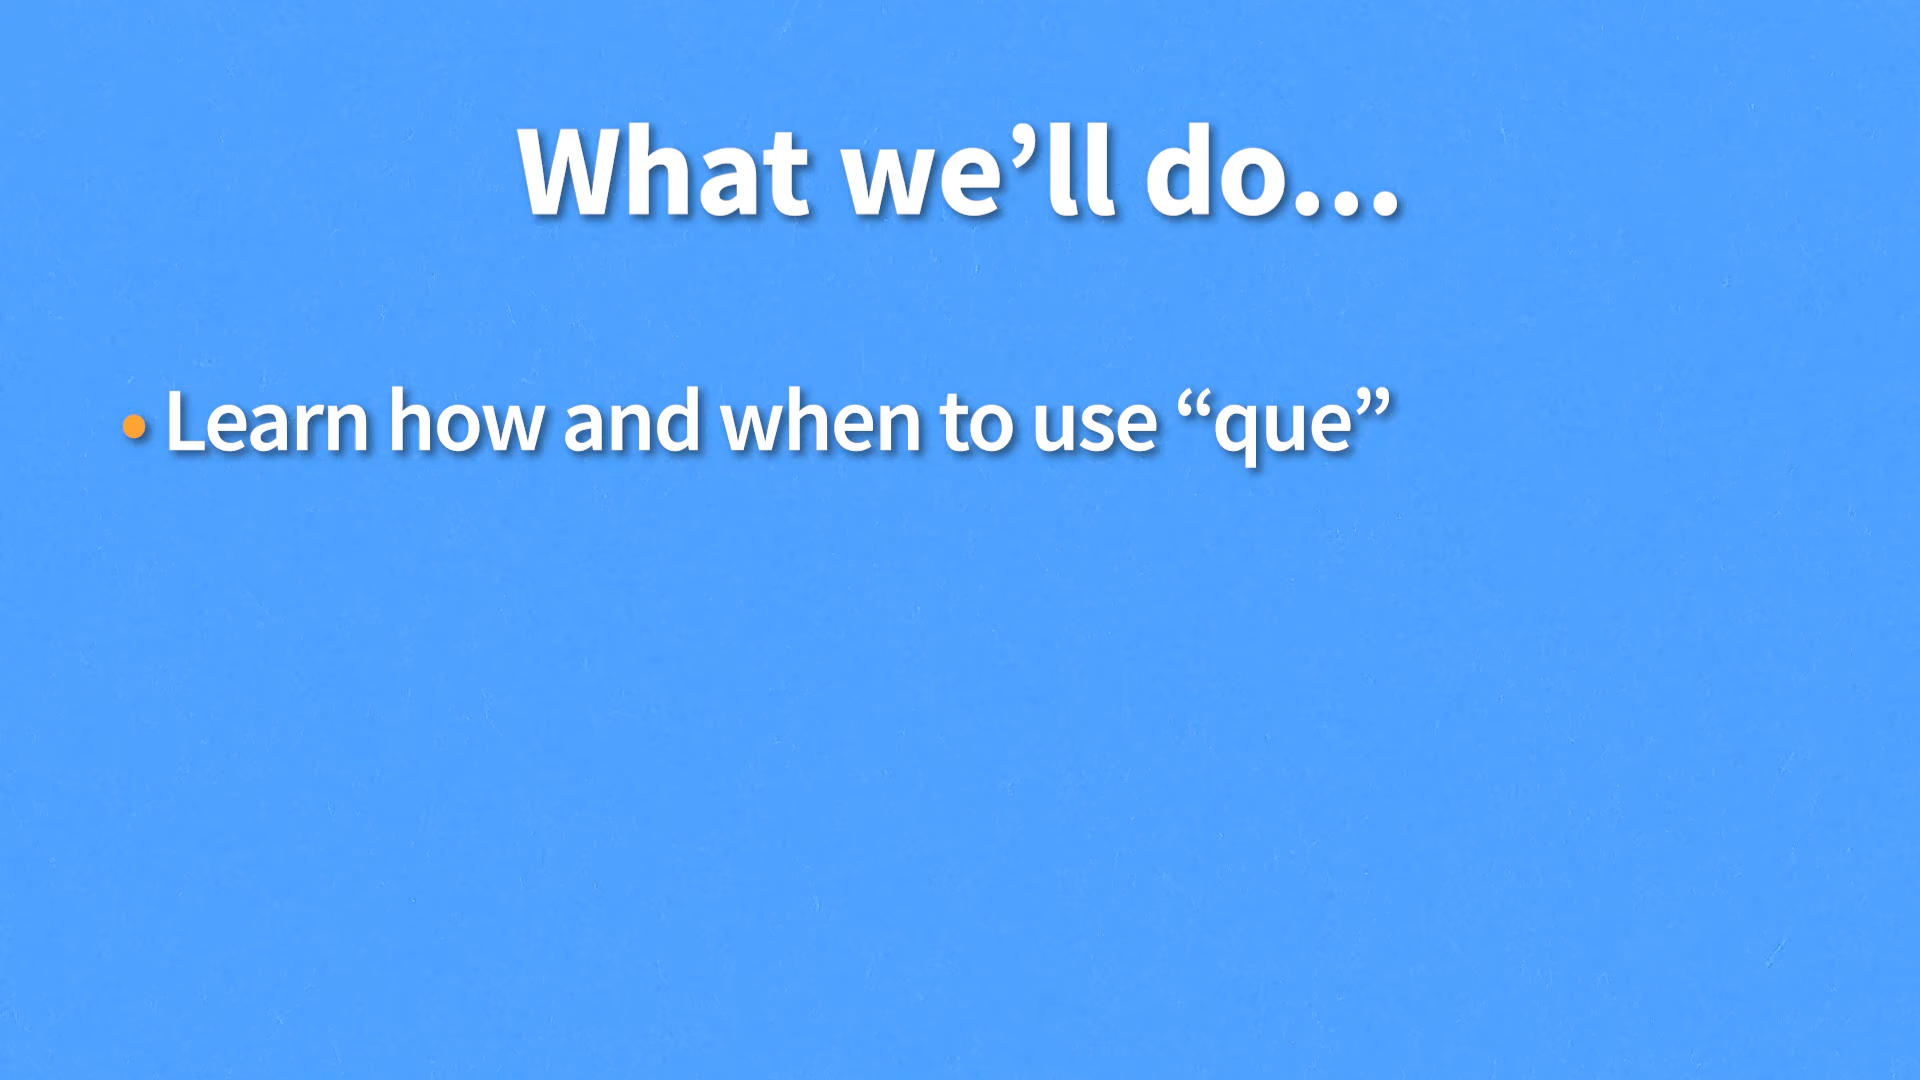 What we’ll do...
• Learn how and when to use “que”